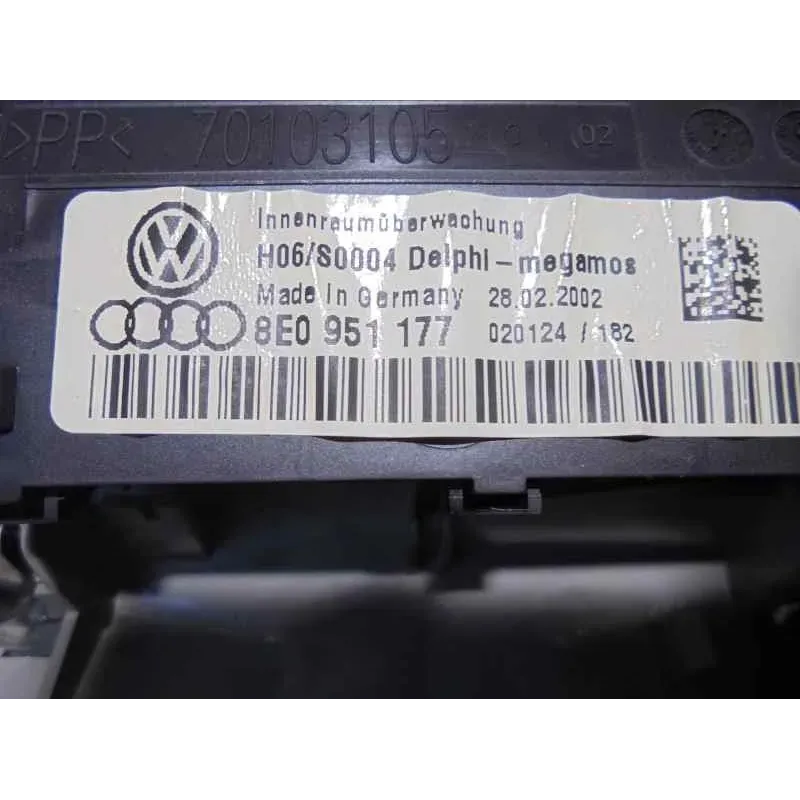 >PP< 70103105
02
Innenraumüberwachung
H06/S0004 Delphi-megamos
Made in Germany 28.02.2002
8E0 951 177 020124 / 182